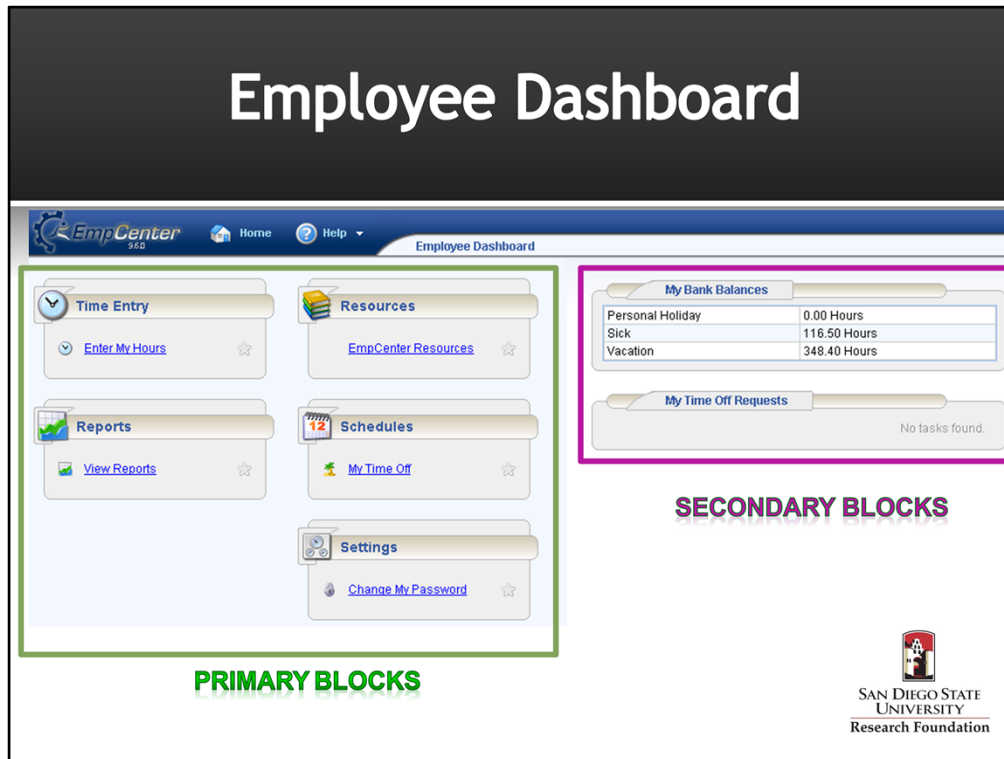 Employee Dashboard
EmpCenter
9.6.0
Home
Help
Employee Dashboard
Time Entry
Enter My Hours
Resources
EmpCenter Resources
Reports
View Reports
12
Schedules
My Time Off
Settings
Change My Password
PRIMARY BLOCKS
My Bank Balances
Personal Holiday 0.00 Hours
Sick 116.50 Hours
Vacation 348.40 Hours
My Time Off Requests
No tasks found.
SECONDARY BLOCKS
SAN DIEGO STATE
UNIVERSITY
Research Foundation